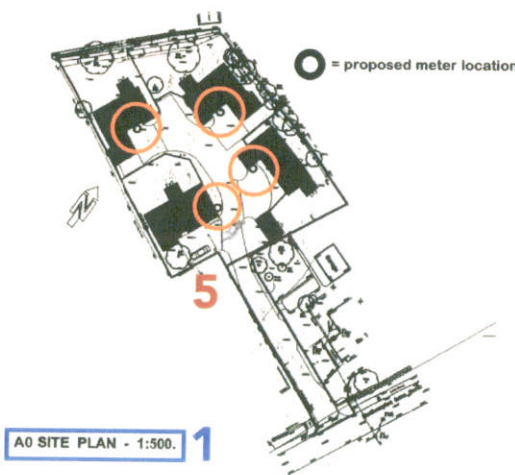 = proposed meter location
5
A0 SITE PLAN - 1:500.
1